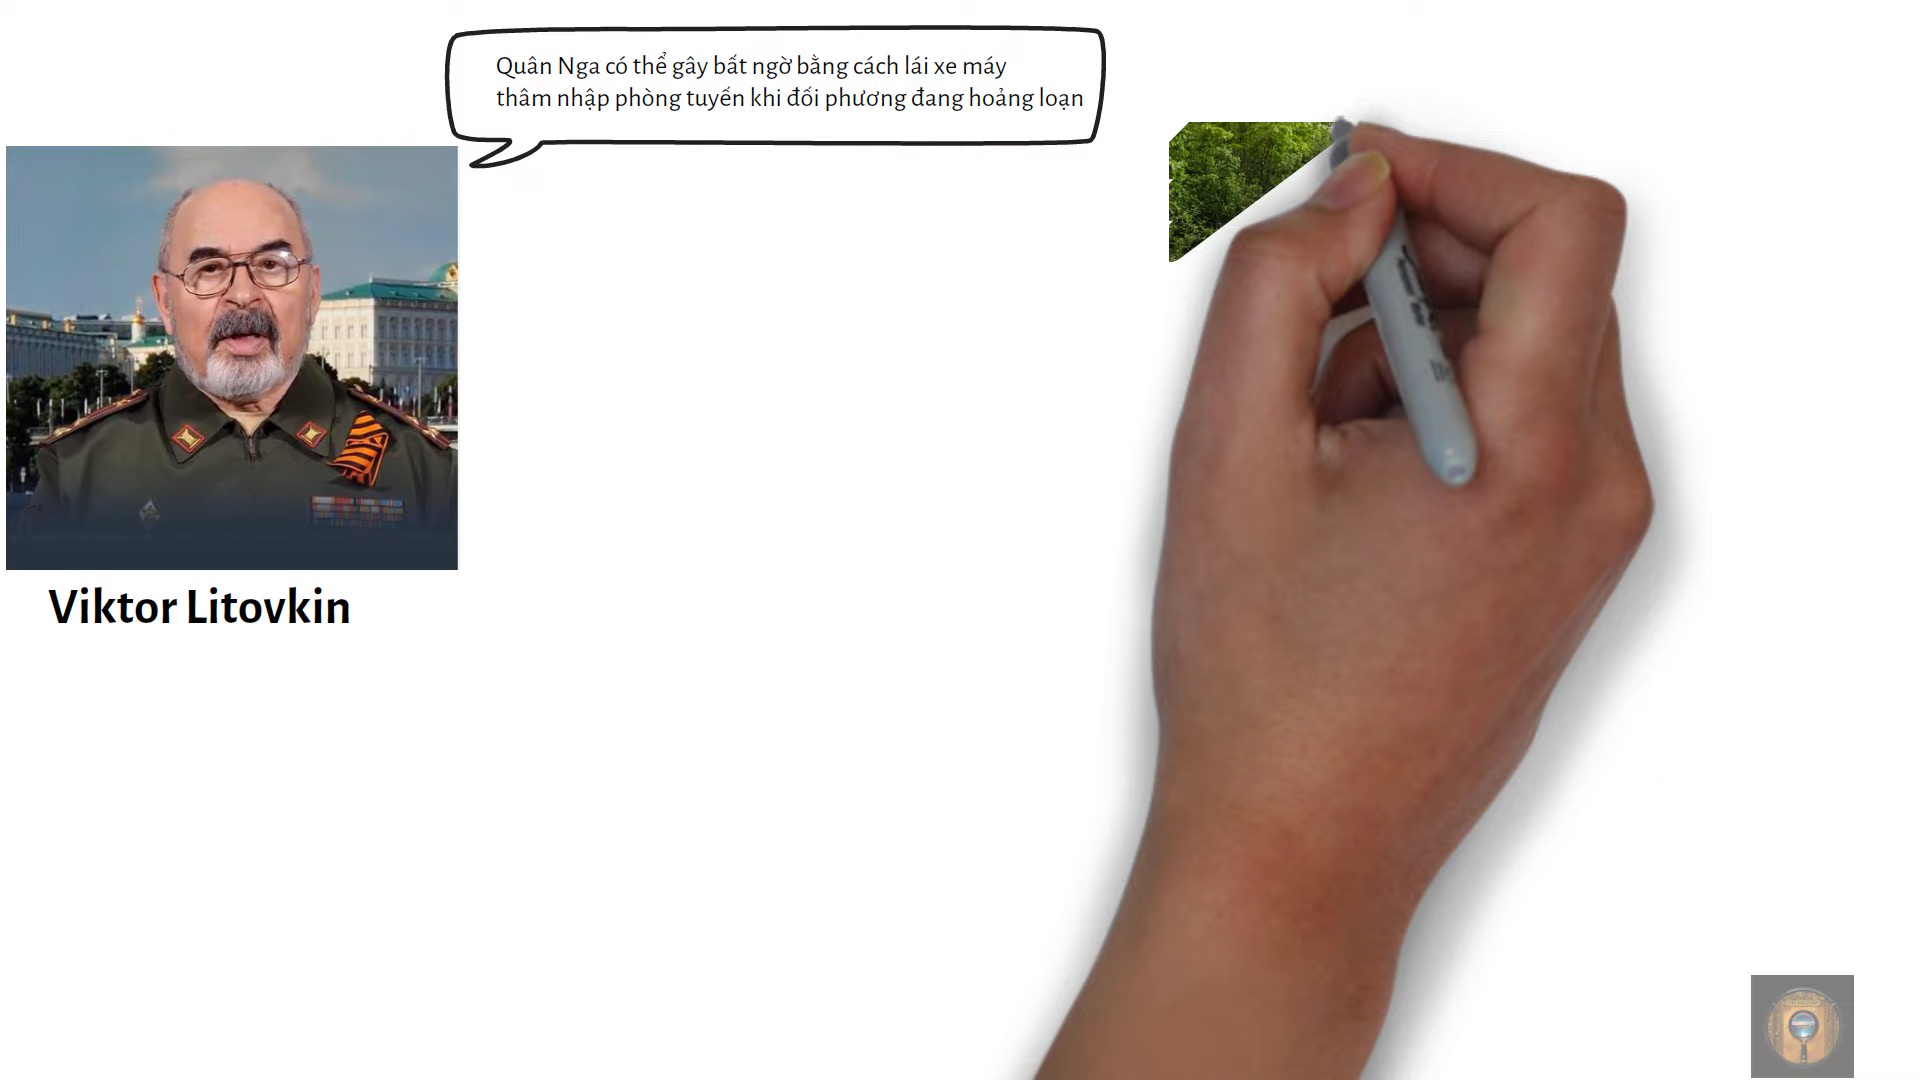 Quân Nga có thể gây bất ngờ bằng cách lái xe máy
thâm nhập phòng tuyến khi đối phương đang hoảng loạn
Viktor Litovkin